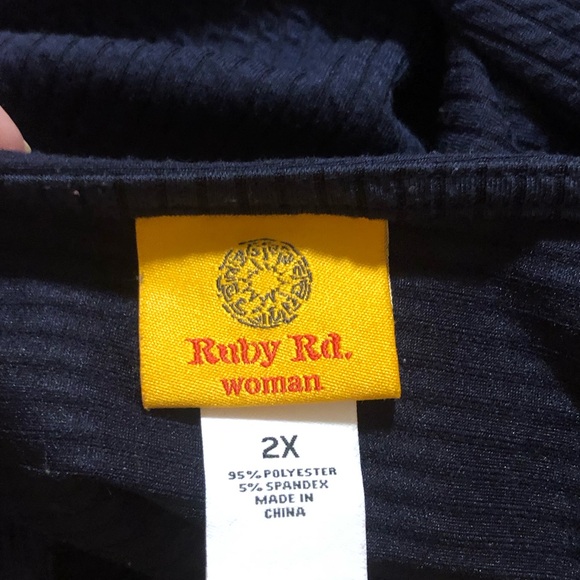 Ruby Rd.
woman
2X
95% POLYESTER
5% SPANDEX
MADE IN
CHINA